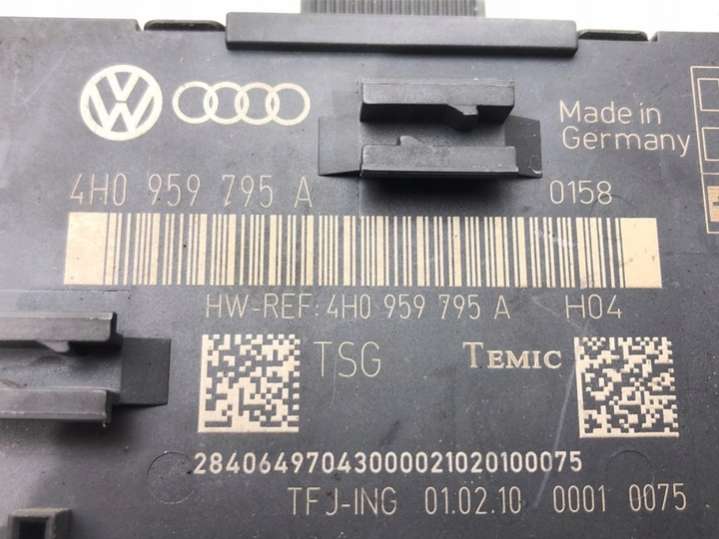 Made in
Germany
4H0 959 795 A
0158
HW-REF: 4H0 959 795 A H04
TSG TEMIC
28406497043000021020100075
TFJ-ING 01.02.10 0001 0075